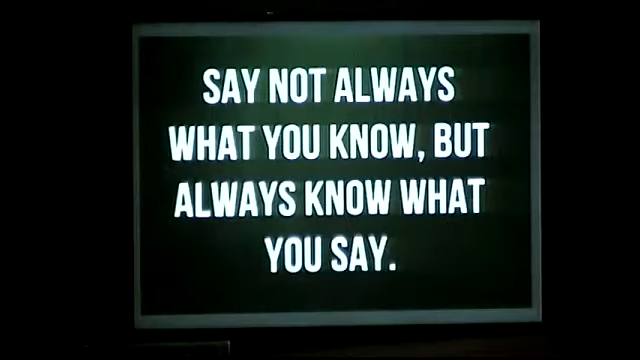 SAY NOT ALWAYS
WHAT YOU KNOW, BUT
ALWAYS KNOW WHAT
YOU SAY.